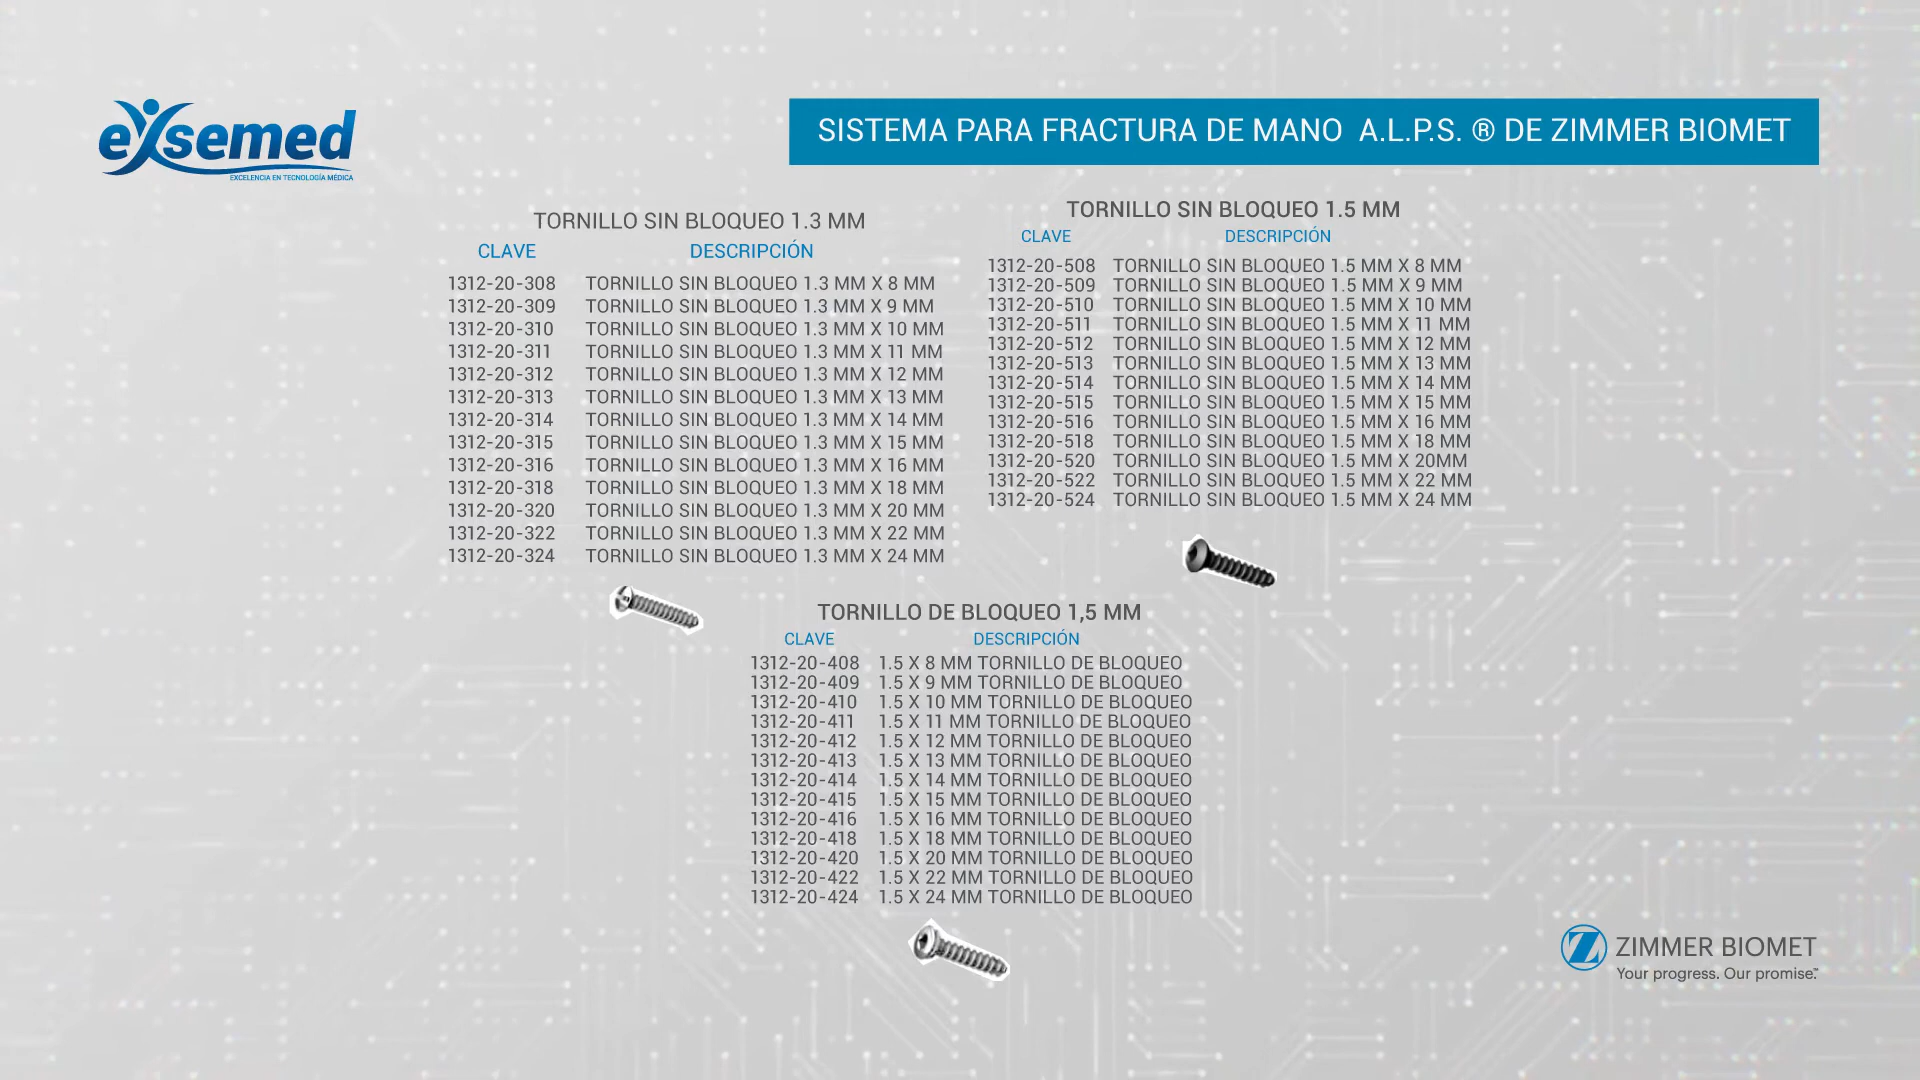 exsemed
EXCELENCIA EN TECNOLOGÍA MÉDICA
SISTEMA PARA FRACTURA DE MANO A.L.P.S. ® DE ZIMMER BIOMET
TORNILLO SIN BLOQUEO 1.3 MM
CLAVE DESCRIPCIÓN
1312-20-308 TORNILLO SIN BLOQUEO 1.3 MM X 8 MM
1312-20-309 TORNILLO SIN BLOQUEO 1.3 MM X 9 MM
1312-20-310 TORNILLO SIN BLOQUEO 1.3 MM X 10 MM
1312-20-311 TORNILLO SIN BLOQUEO 1.3 MM X 11 MM
1312-20-312 TORNILLO SIN BLOQUEO 1.3 MM X 12 MM
1312-20-313 TORNILLO SIN BLOQUEO 1.3 MM X 13 MM
1312-20-314 TORNILLO SIN BLOQUEO 1.3 MM X 14 MM
1312-20-315 TORNILLO SIN BLOQUEO 1.3 MM X 15 MM
1312-20-316 TORNILLO SIN BLOQUEO 1.3 MM X 16 MM
1312-20-318 TORNILLO SIN BLOQUEO 1.3 MM X 18 MM
1312-20-320 TORNILLO SIN BLOQUEO 1.3 MM X 20 MM
1312-20-322 TORNILLO SIN BLOQUEO 1.3 MM X 22 MM
1312-20-324 TORNILLO SIN BLOQUEO 1.3 MM X 24 MM
TORNILLO SIN BLOQUEO 1.5 MM
CLAVE DESCRIPCIÓN
1312-20-508 TORNILLO SIN BLOQUEO 1.5 MM X 8 MM
1312-20-509 TORNILLO SIN BLOQUEO 1.5 MM X 9 MM
1312-20-510 TORNILLO SIN BLOQUEO 1.5 MM X 10 MM
1312-20-511 TORNILLO SIN BLOQUEO 1.5 MM X 11 MM
1312-20-512 TORNILLO SIN BLOQUEO 1.5 MM X 12 MM
1312-20-513 TORNILLO SIN BLOQUEO 1.5 MM X 13 MM
1312-20-514 TORNILLO SIN BLOQUEO 1.5 MM X 14 MM
1312-20-515 TORNILLO SIN BLOQUEO 1.5 MM X 15 MM
1312-20-516 TORNILLO SIN BLOQUEO 1.5 MM X 16 MM
1312-20-518 TORNILLO SIN BLOQUEO 1.5 MM X 18 MM
1312-20-520 TORNILLO SIN BLOQUEO 1.5 MM X 20MM
1312-20-522 TORNILLO SIN BLOQUEO 1.5 MM X 22 MM
1312-20-524 TORNILLO SIN BLOQUEO 1.5 MM X 24 MM
TORNILLO DE BLOQUEO 1,5 MM
CLAVE DESCRIPCIÓN
1312-20-408 1.5 X 8 MM TORNILLO DE BLOQUEO
1312-20-409 1.5 X 9 MM TORNILLO DE BLOQUEO
1312-20-410 1.5 X 10 MM TORNILLO DE BLOQUEO
1312-20-411 1.5 X 11 MM TORNILLO DE BLOQUEO
1312-20-412 1.5 X 12 MM TORNILLO DE BLOQUEO
1312-20-413 1.5 X 13 MM TORNILLO DE BLOQUEO
1312-20-414 1.5 X 14 MM TORNILLO DE BLOQUEO
1312-20-415 1.5 X 15 MM TORNILLO DE BLOQUEO
1312-20-416 1.5 X 16 MM TORNILLO DE BLOQUEO
1312-20-418 1.5 X 18 MM TORNILLO DE BLOQUEO
1312-20-420 1.5 X 20 MM TORNILLO DE BLOQUEO
1312-20-422 1.5 X 22 MM TORNILLO DE BLOQUEO
1312-20-424 1.5 X 24 MM TORNILLO DE BLOQUEO
ZIMMER BIOMET
Your progress. Our promise.™